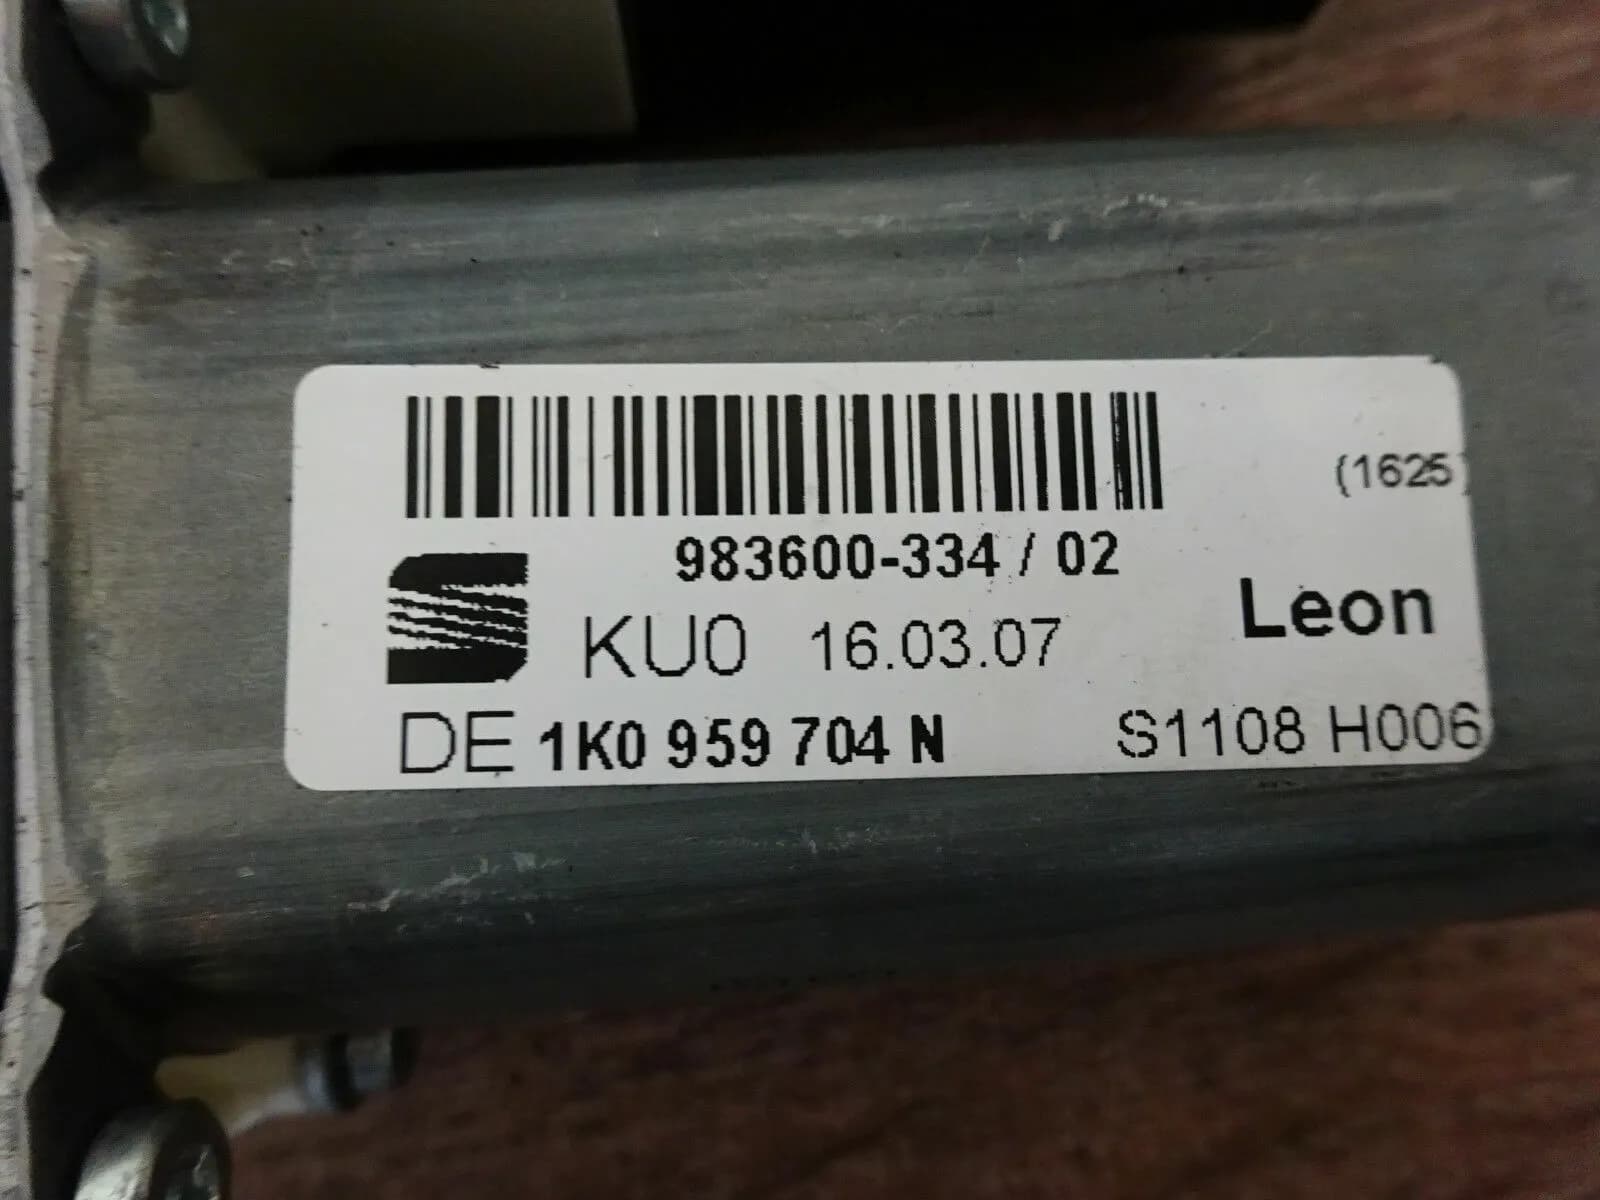 (1625)
983600-334 / 02
Leon
KU0 16.03.07
DE 1K0 959 704 N S1108 H006